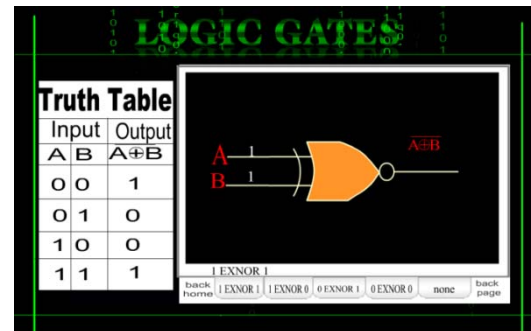 LOGIC GATES
Truth Table
Input Output
A B A⊕B
0 0 1
0 1 0
1 0 0
1 1 1
A 1
B 1
A̅⊕̅B̅
1 EXNOR 1
back home
1 EXNOR 1
1 EXNOR 0
0 EXNOR 1
0 EXNOR 0
none
back page